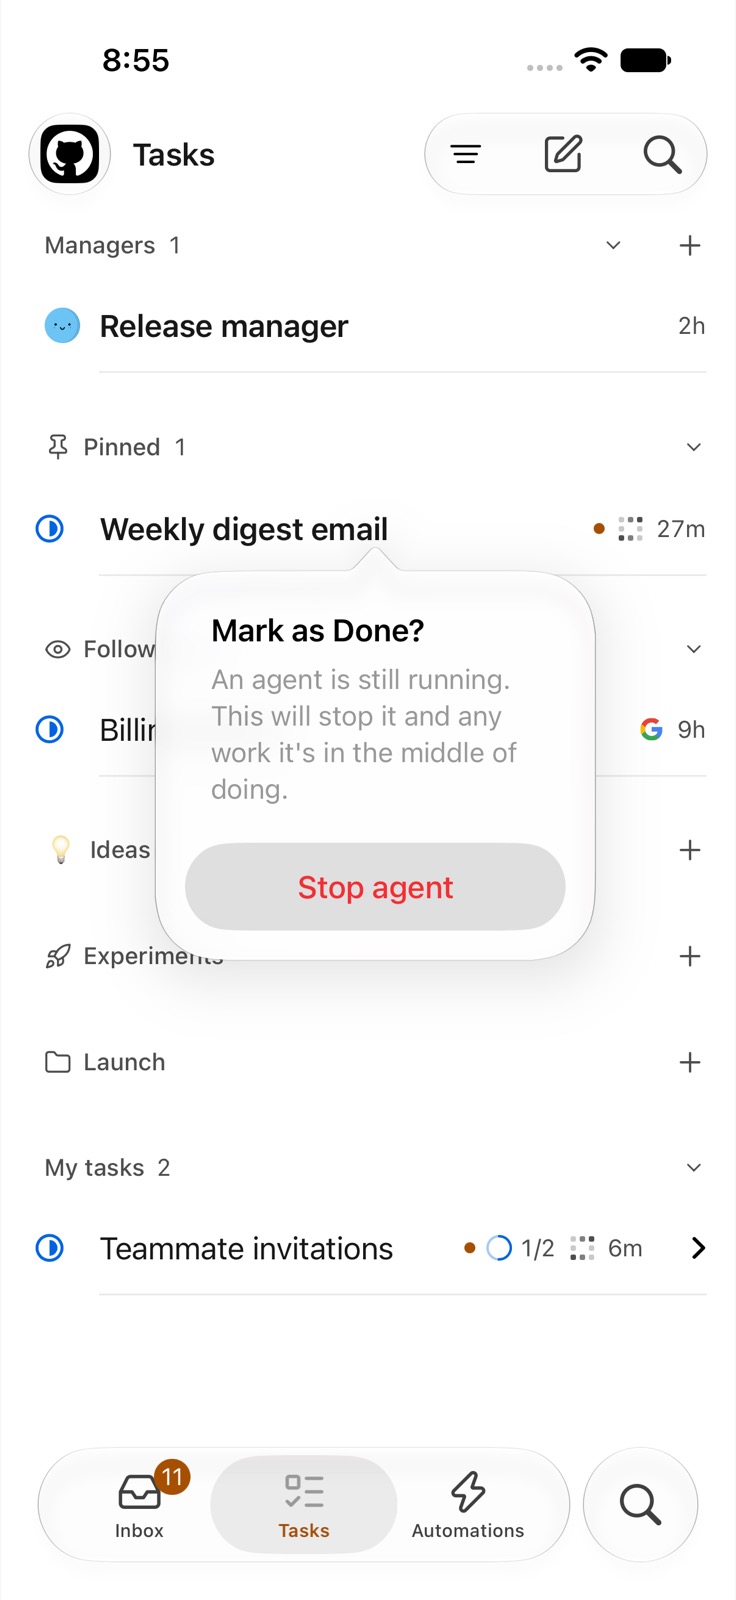 8:55
Tasks
Managers 1
Release manager 2h
Pinned 1
Weekly digest email 27m
Mark as Done?
An agent is still running.
This will stop it and any
work it's in the middle of
doing.
Stop agent
Follow
9h
Ideas
Experiments
Launch
My tasks 2
Teammate invitations 1/2 6m
11
Inbox
Tasks
Automations